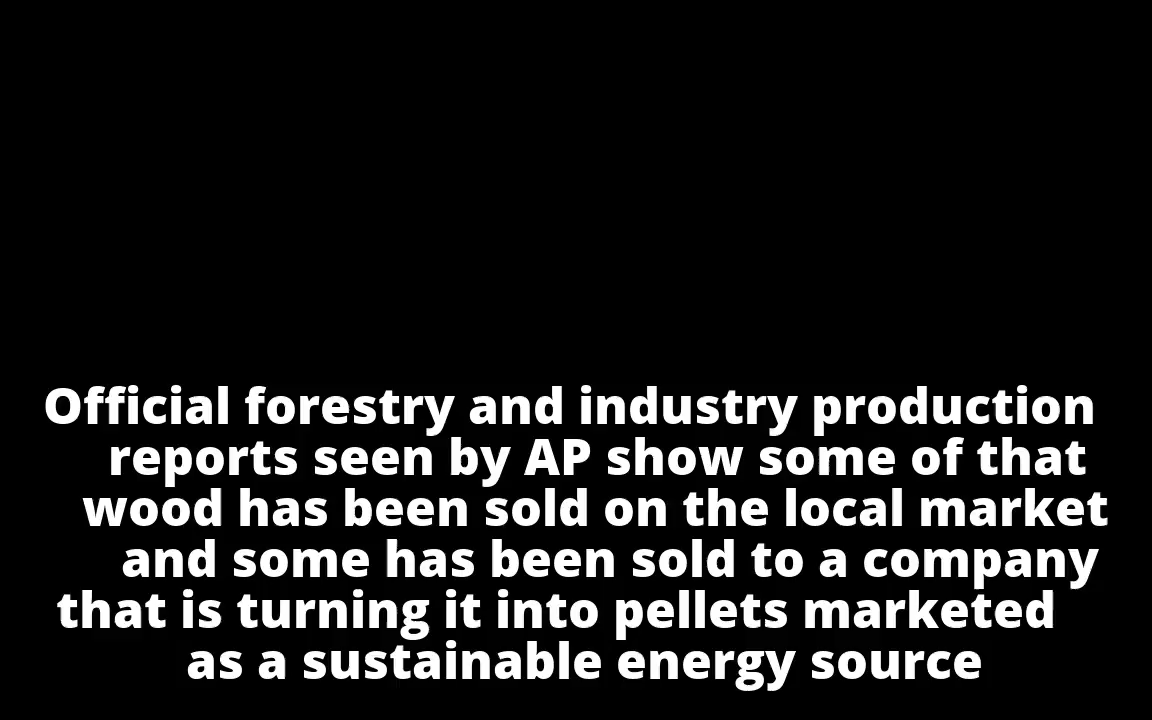 Official forestry and industry production
reports seen by AP show some of that
wood has been sold on the local market
and some has been sold to a company
that is turning it into pellets marketed
as a sustainable energy source